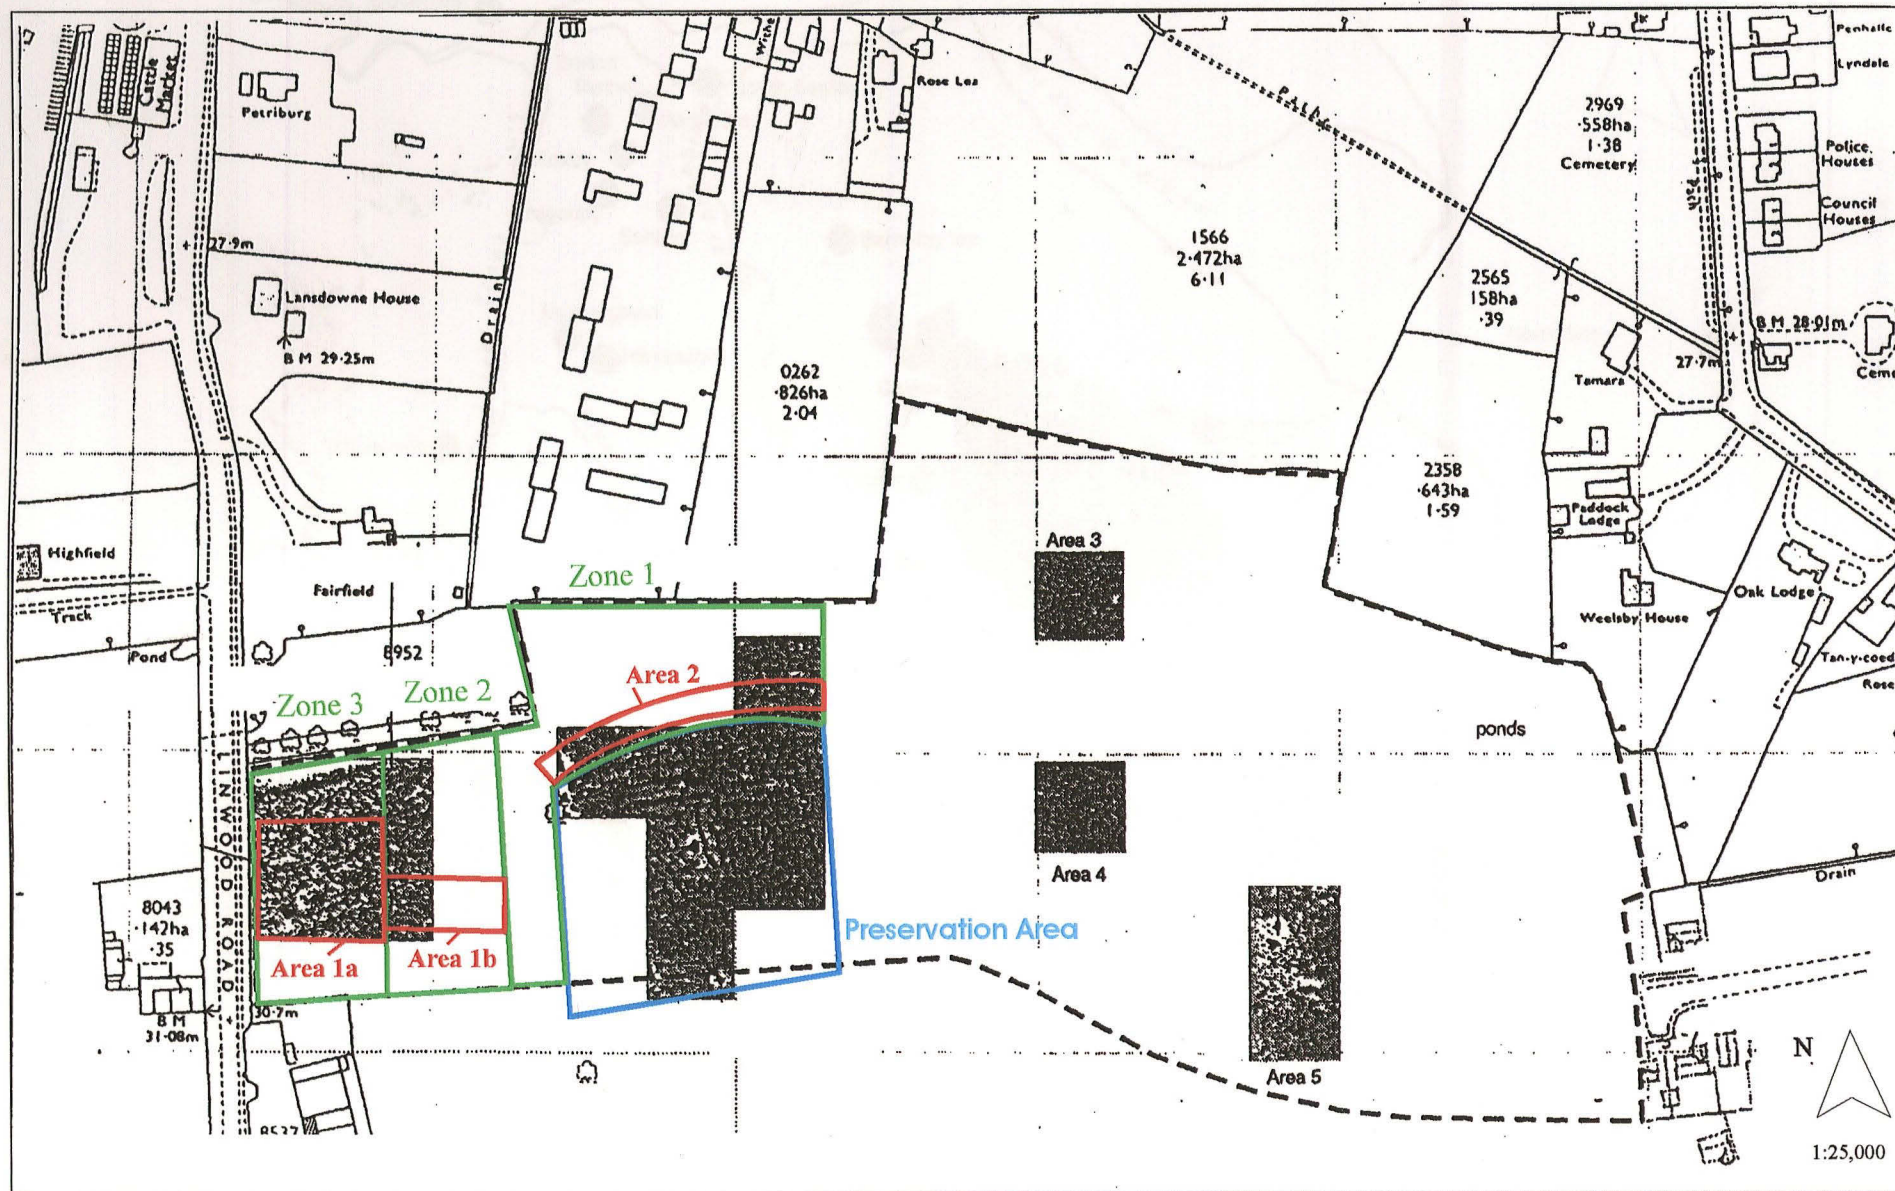 Cattle
Market
Petriburg
Withe
Rose Lea
Path
2969
·558ha
1·38
Cemetery
Path
Penhallc
Lyndale
Police
Houses
Council
Houses
27·9m
Lansdowne House
B M 29·25m
Drain
0262
·826ha
2·04
1566
2·472ha
6·11
2565
158ha
·39
B M 28·01m
27·7m
Tamara
Ceme
2358
·643ha
1·59
Paddock
Lodge
Weelsby House
Oak Lodge
Tan-y-coed
Rose
Highfield
Track
Pond
Fairfield
8952
Zone 1
Zone 2
Zone 3
Area 2
Area 3
Area 4
Area 5
ponds
LINWOOD ROAD
Area 1a
Area 1b
Preservation Area
8043
·142ha
·35
B M
31·08m
30·7m
8537
Drain
N
1:25,000